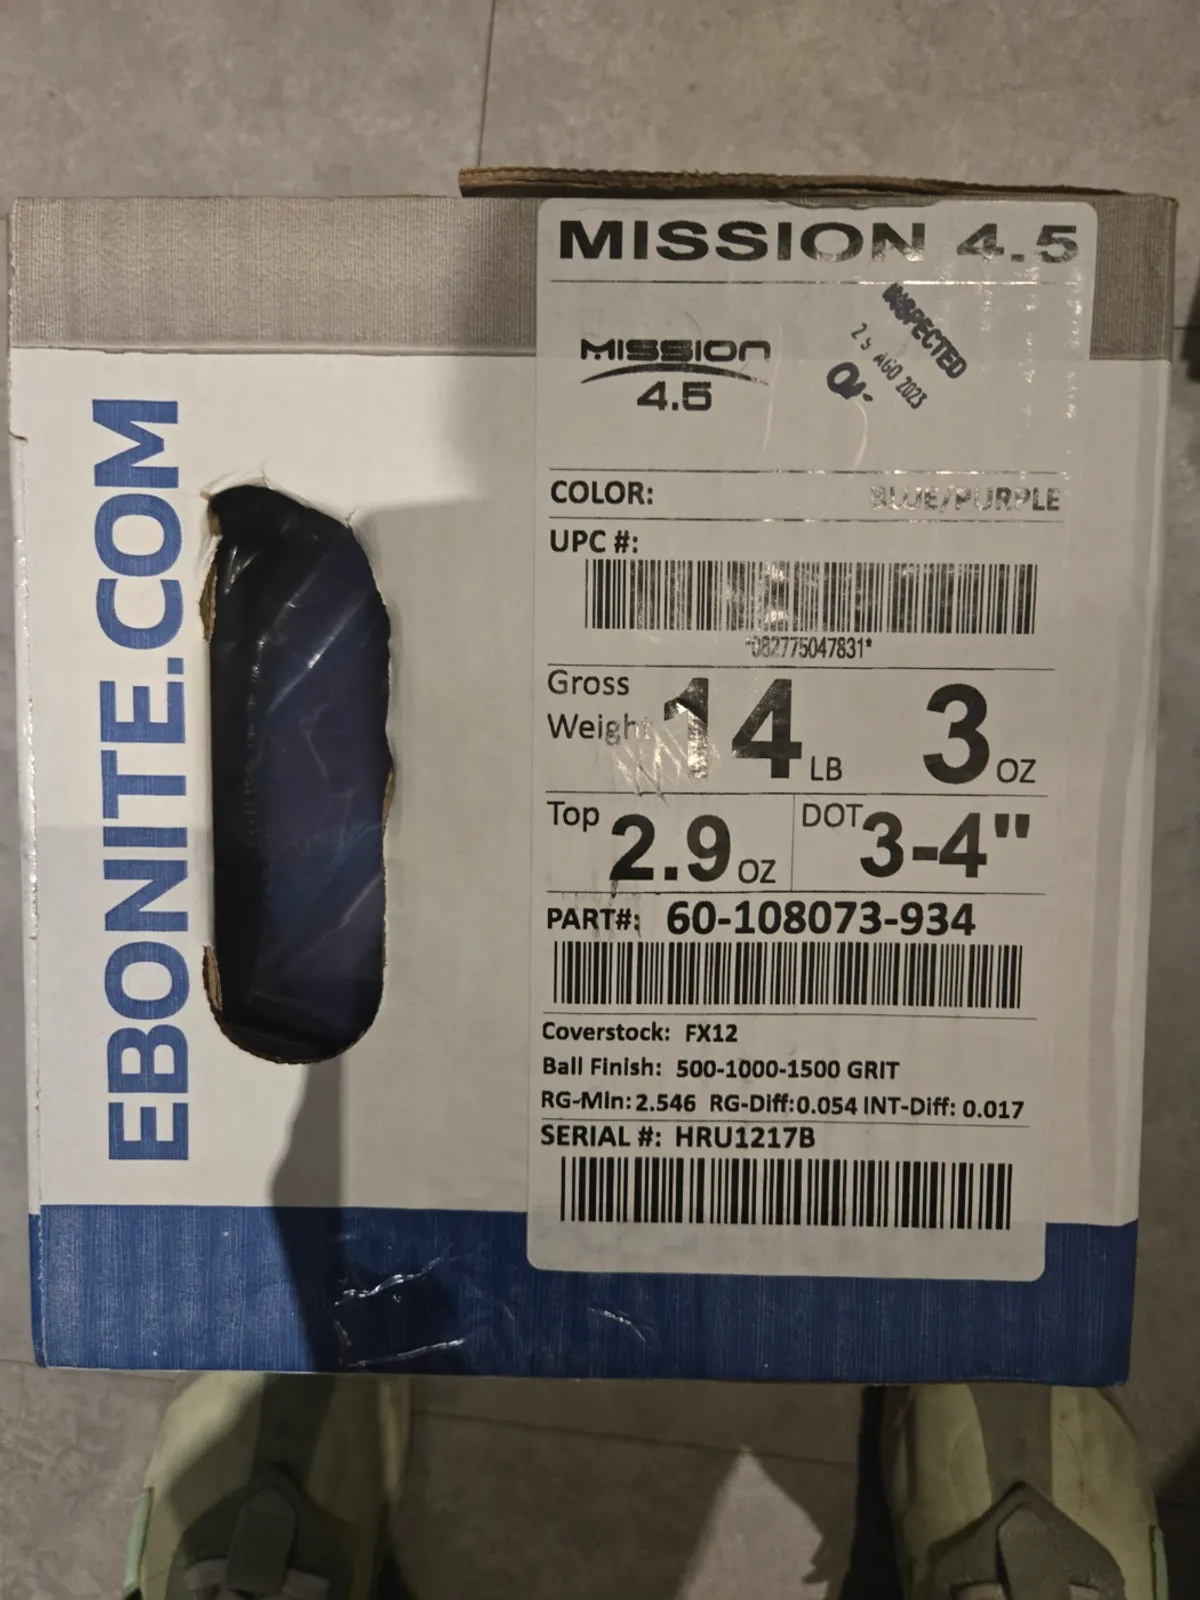 EBONITE.COM
MISSION 4.5
MISSION
4.5
INSPECTED
25 AGO 2023
COLOR: BLUE/PURPLE
UPC #:
*082775047831*
Gross
Weight 14 LB 3 OZ
Top 2.9 OZ DOT 3-4"
PART#: 60-108073-934
Coverstock: FX12
Ball Finish: 500-1000-1500 GRIT
RG-Min: 2.546 RG-Diff:0.054 INT-Diff: 0.017
SERIAL #: HRU1217B